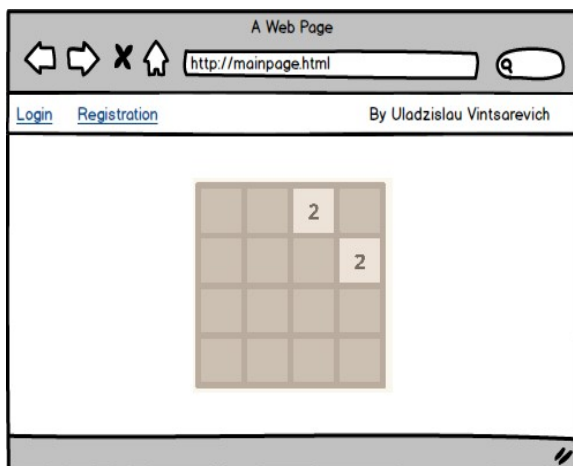 A Web Page
http://mainpage.html
Login Registration By Uladzislau Vintsarevich
2
2